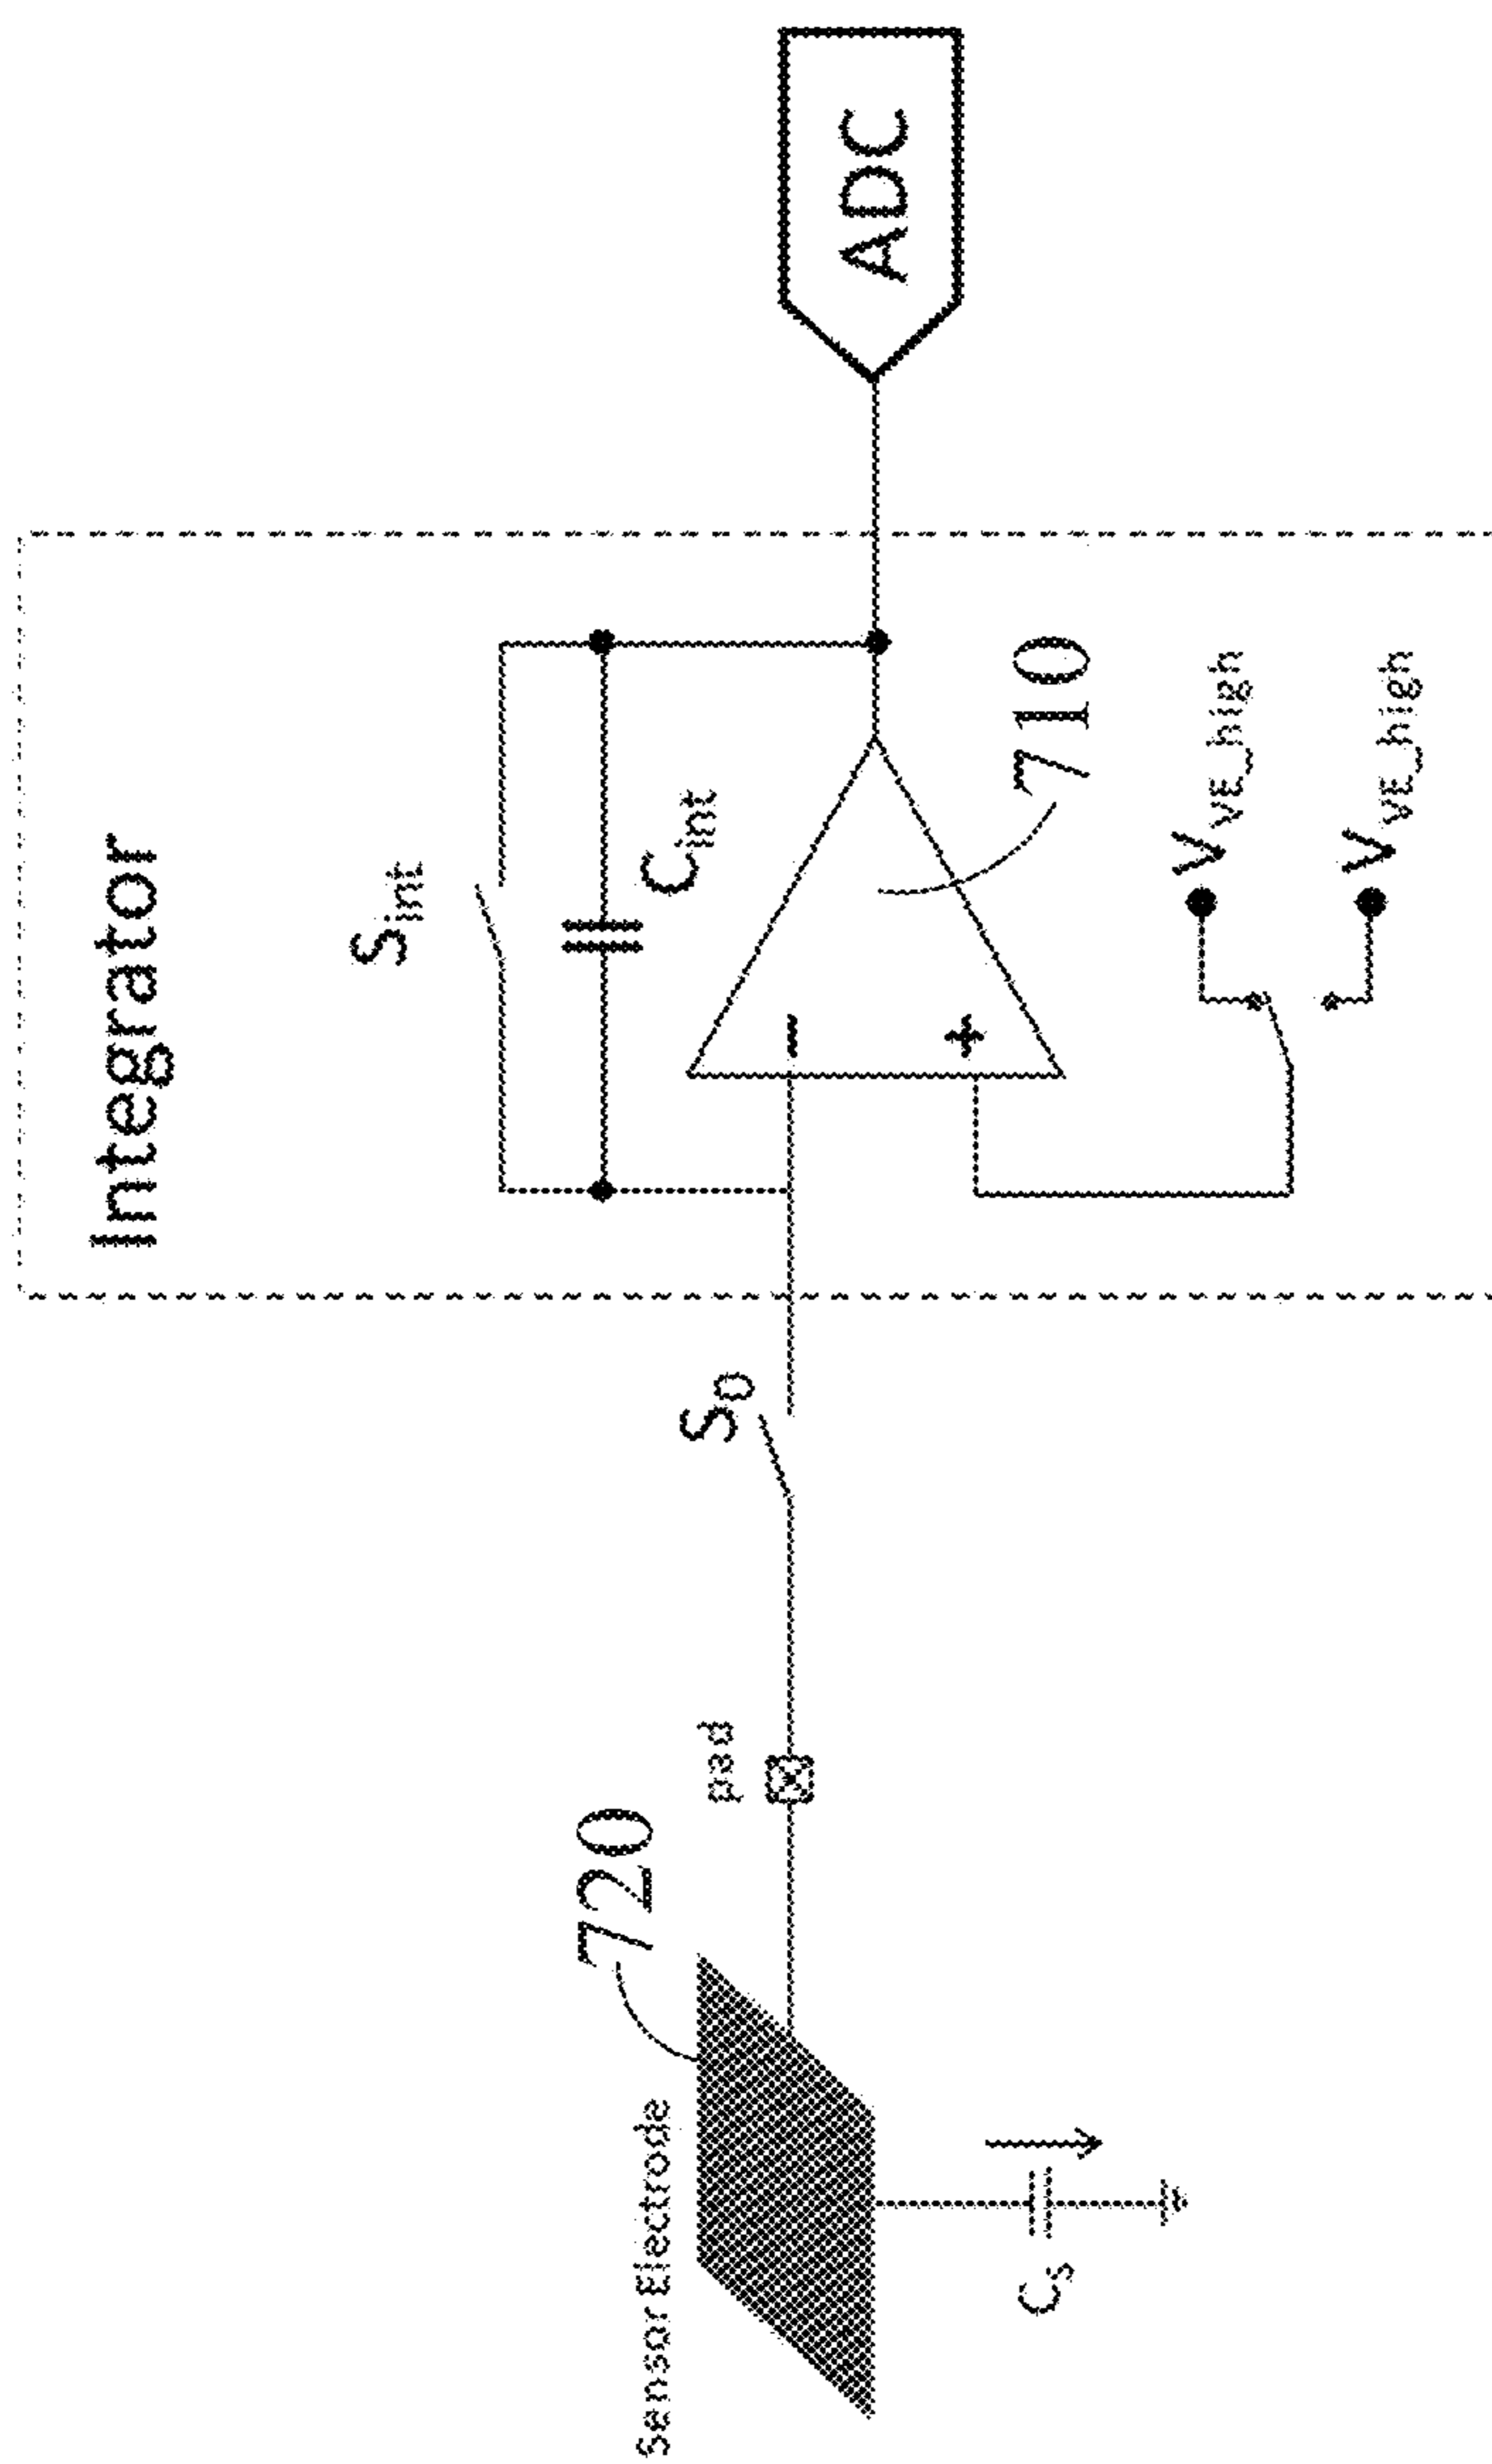 Integrator
S_int
C_int
ADC
710
V_VE_high
V_VE_high
S_0
pad
720
Sensor Electrode
C_s
−
+